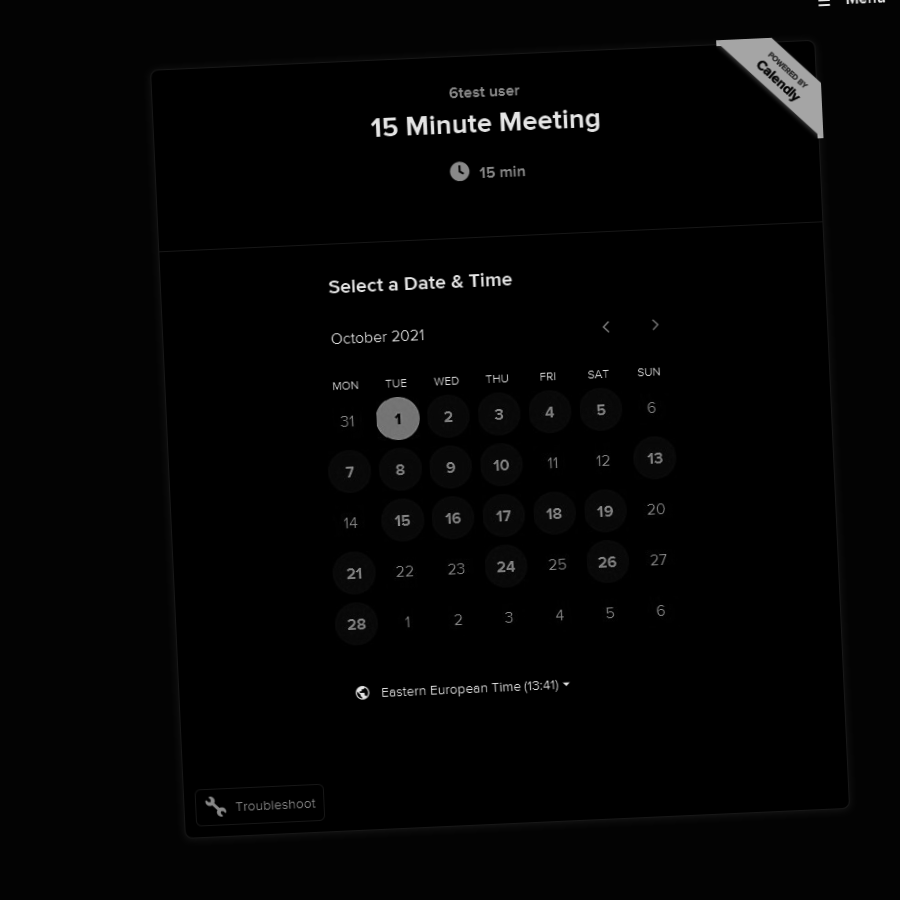 ☰ Menu
POWERED BY
Calendly
6test user
15 Minute Meeting
15 min
Select a Date & Time
October 2021
MON TUE WED THU FRI SAT SUN
31 1 2 3 4 5 6
7 8 9 10 11 12 13
14 15 16 17 18 19 20
21 22 23 24 25 26 27
28 1 2 3 4 5 6
Eastern European Time (13:41)
Troubleshoot